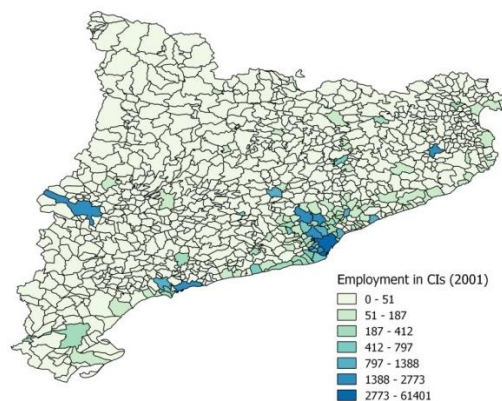 Employment in CIs (2001)
0 - 51
51 - 187
187 - 412
412 - 797
797 - 1388
1388 - 2773
2773 - 61401